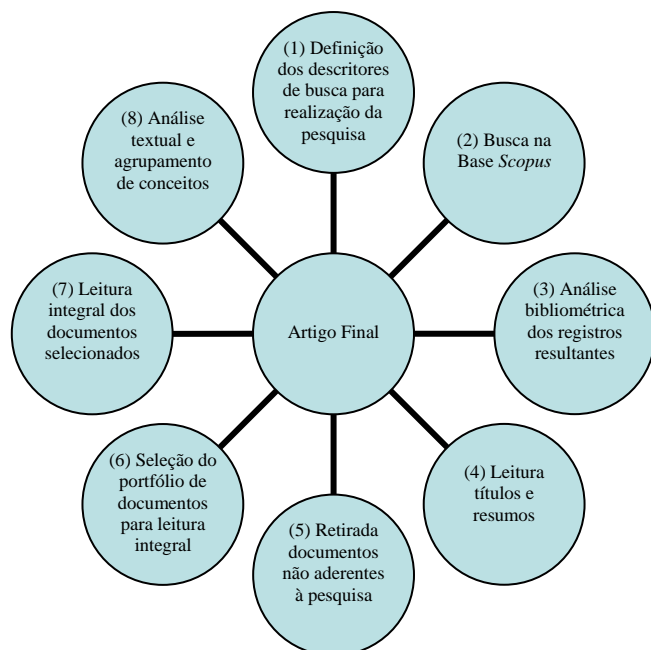 (1) Definição
dos descritores
de busca para
realização da
pesquisa
(2) Busca na
Base Scopus
(3) Análise
bibliométrica
dos registros
resultantes
(4) Leitura
títulos e
resumos
(5) Retirada
documentos
não aderentes
à pesquisa
(6) Seleção do
portfólio de
documentos
para leitura
integral
(7) Leitura
integral dos
documentos
selecionados
(8) Análise
textual e
agrupamento
de conceitos
Artigo Final